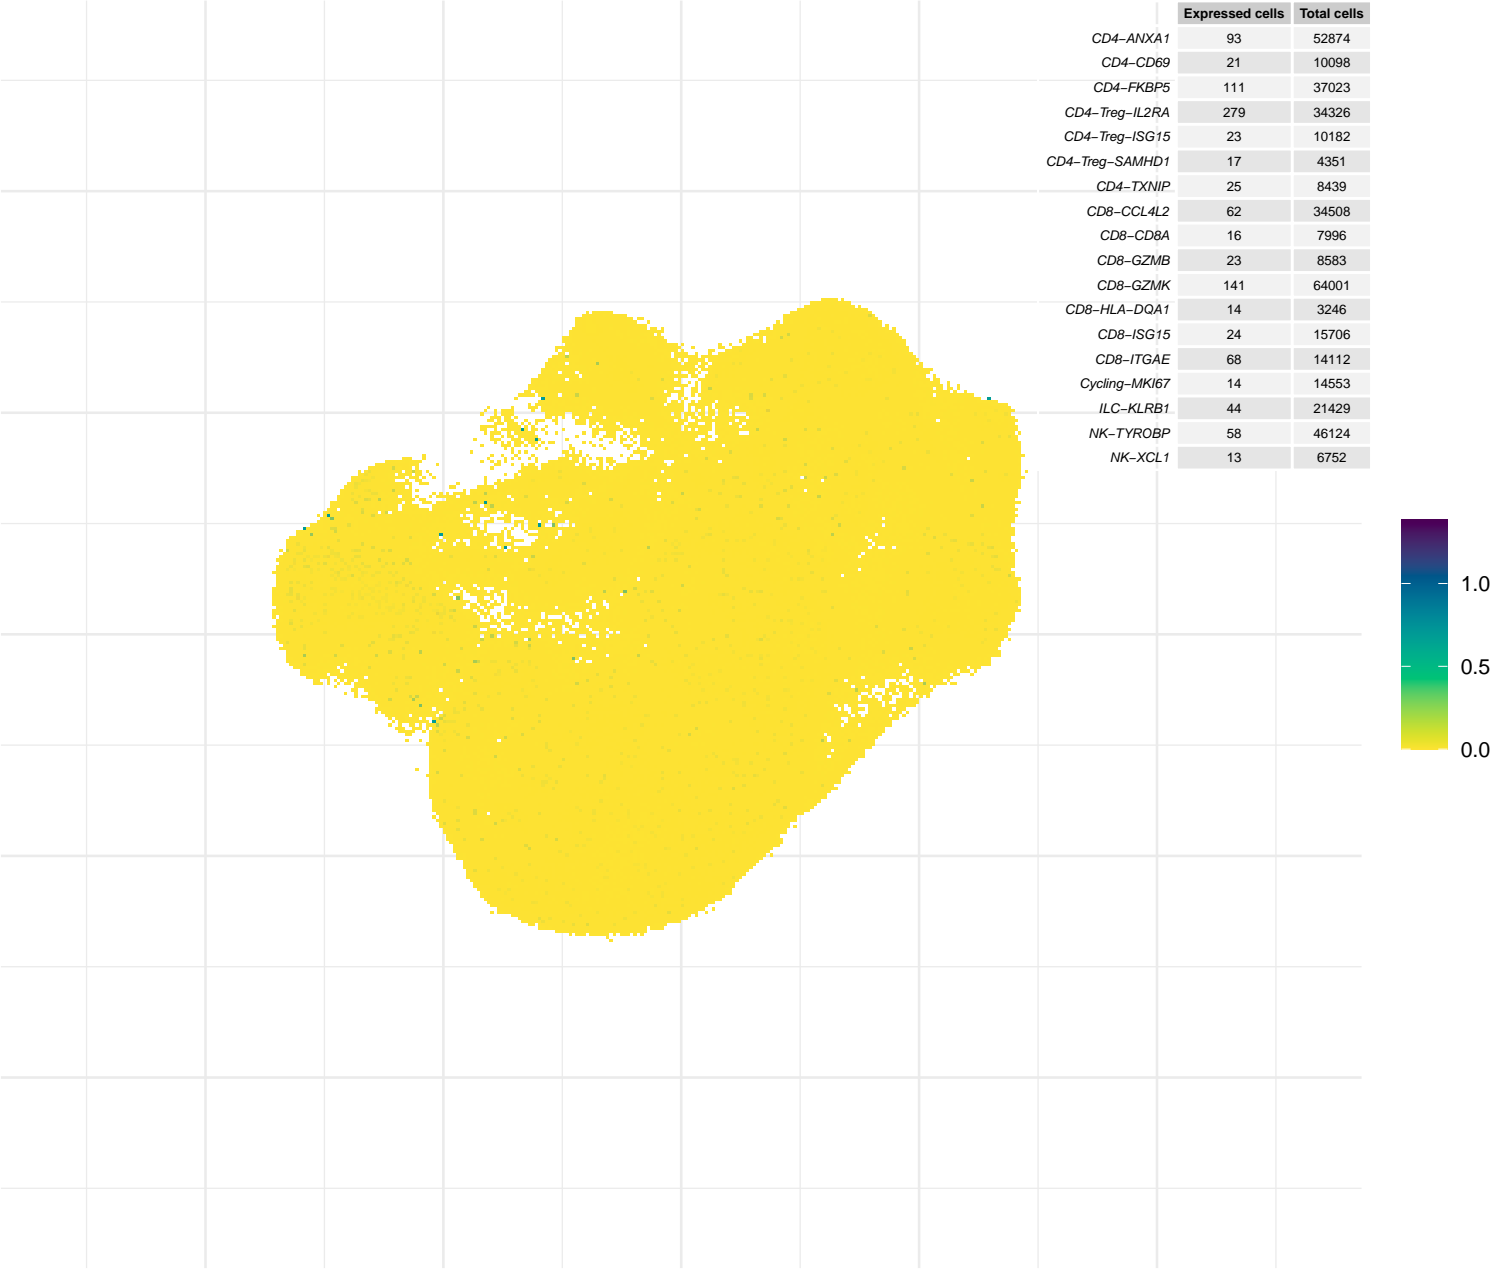 Expressed cells Total cells
CD4−ANXA1 93 52874
CD4−CD69 21 10098
CD4−FKBP5 111 37023
CD4−Treg−IL2RA 279 34326
CD4−Treg−ISG15 23 10182
CD4−Treg−SAMHD1 17 4351
CD4−TXNIP 25 8439
CD8−CCL4L2 62 34508
CD8−CD8A 16 7996
CD8−GZMB 23 8583
CD8−GZMK 141 64001
CD8−HLA−DQA1 14 3246
CD8−ISG15 24 15706
CD8−ITGAE 68 14112
Cycling−MKI67 14 14553
ILC−KLRB1 44 21429
NK−TYROBP 58 46124
NK−XCL1 13 6752
1.0
0.5
0.0